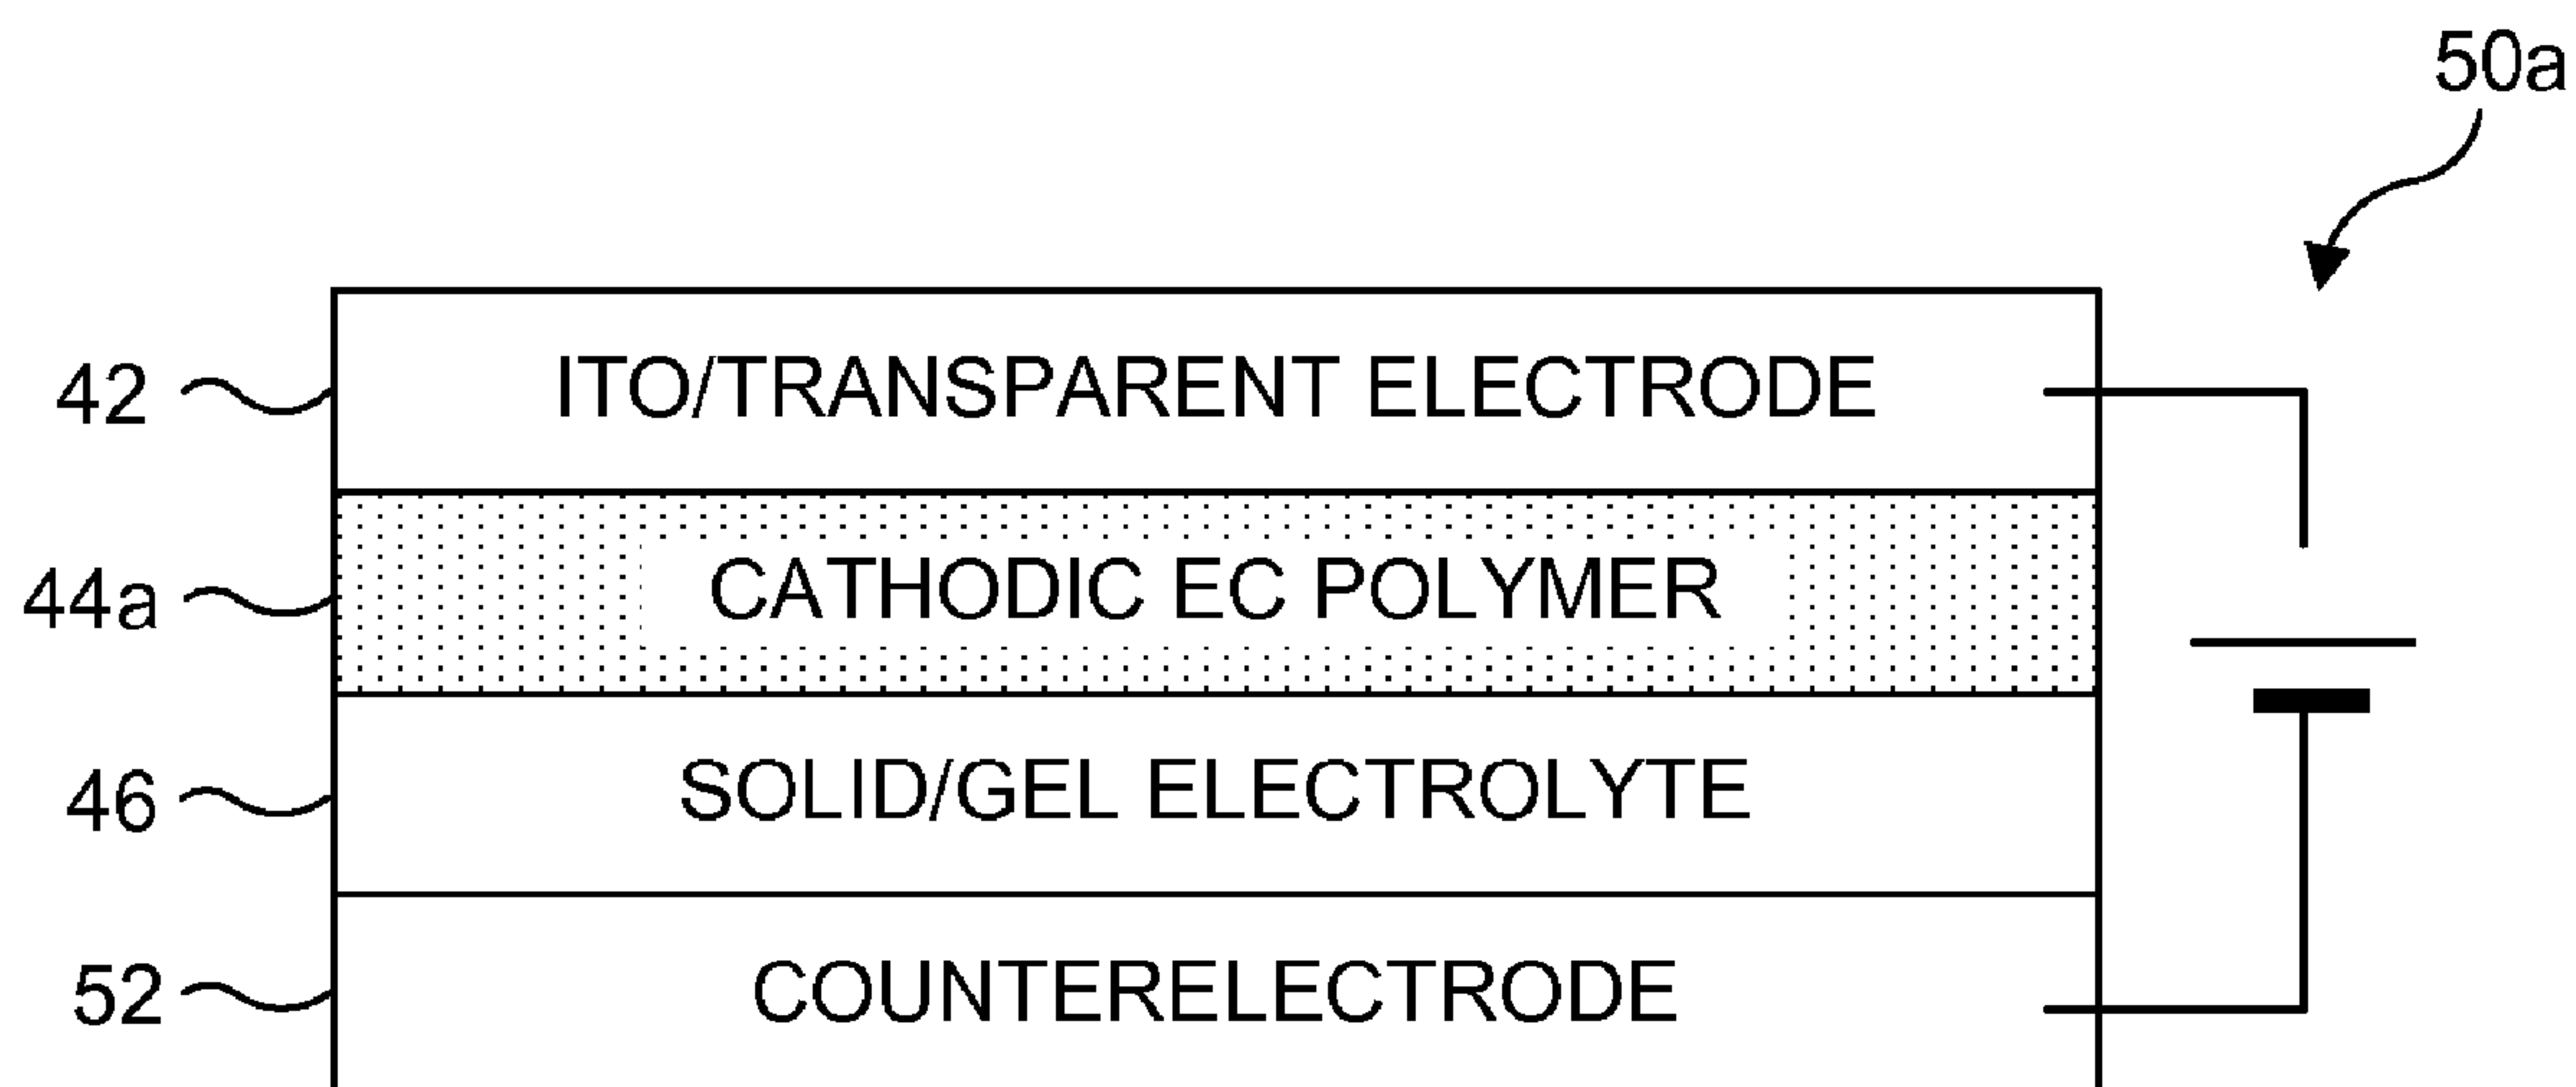 50a
42 ITO/TRANSPARENT ELECTRODE
44a CATHODIC EC POLYMER
46 SOLID/GEL ELECTROLYTE
52 COUNTERELECTRODE